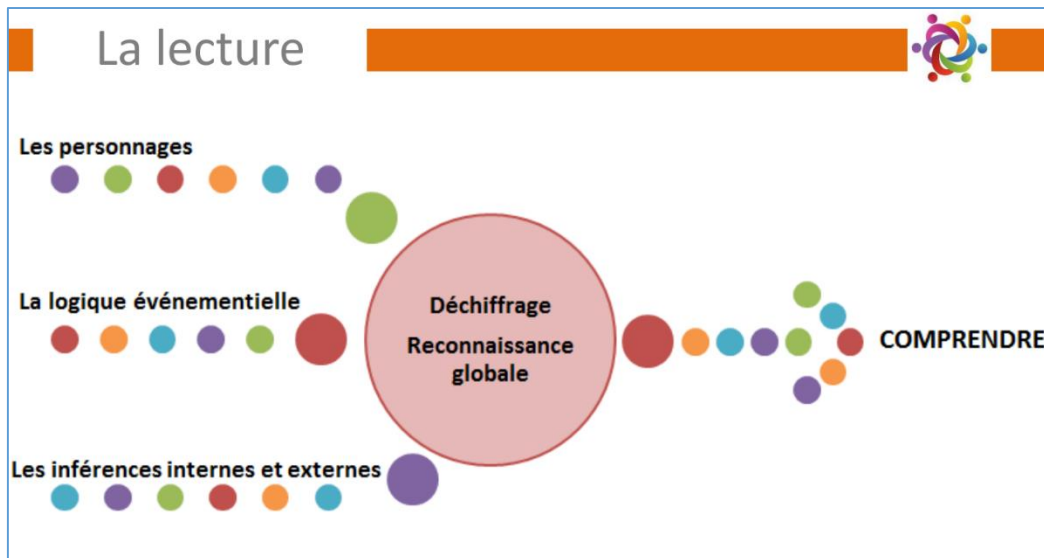 La lecture
Les personnages
La logique événementielle
Déchiffrage
Reconnaissance
globale
COMPRENDRE
Les inférences internes et externes